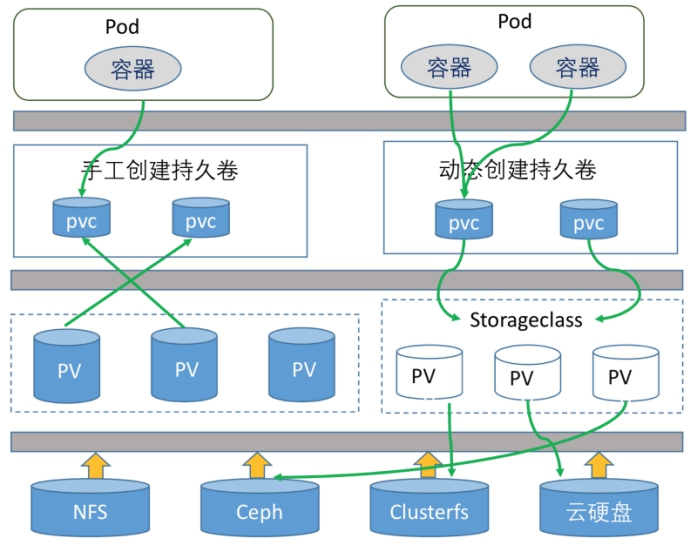 Pod
容器
Pod
容器
容器
手工创建持久卷
pvc
pvc
动态创建持久卷
pvc
pvc
PV
PV
PV
Storageclass
PV
PV
PV
NFS
Ceph
Clusterfs
云硬盘